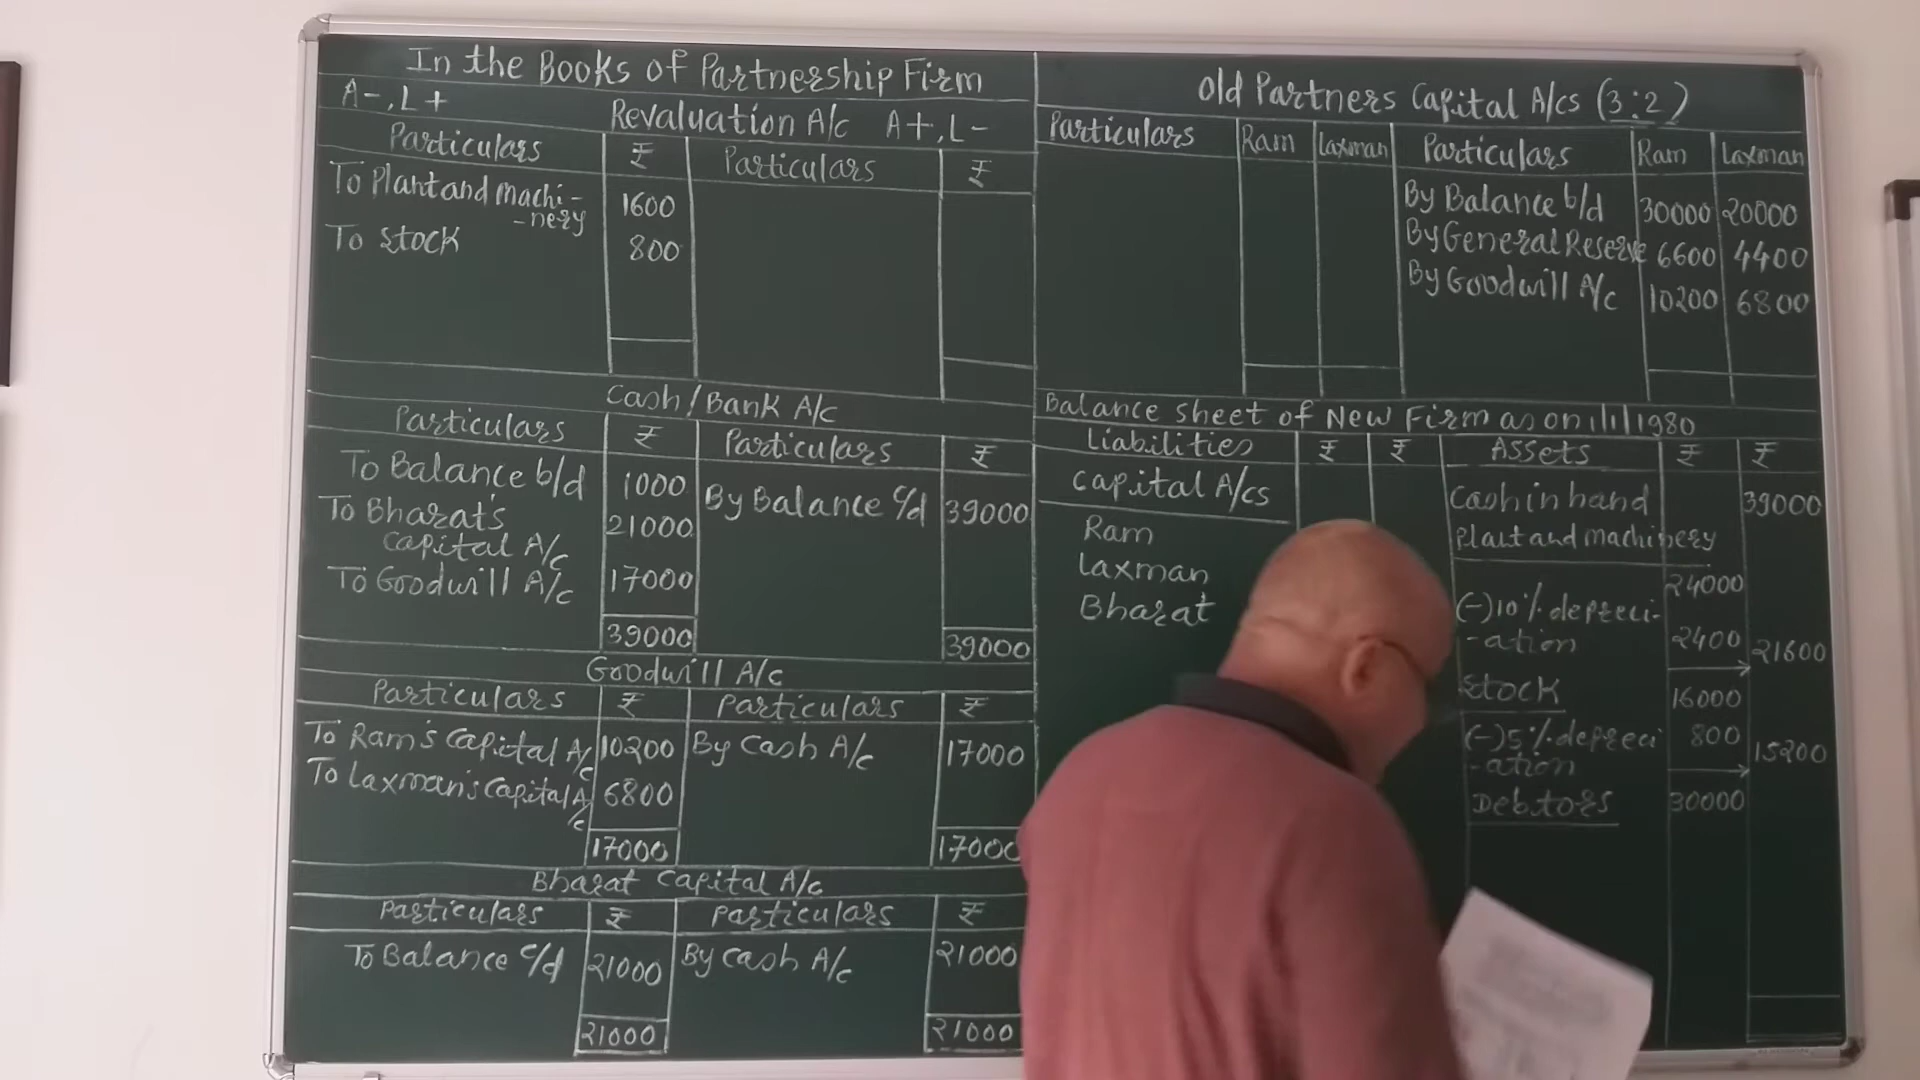 In the Books of Partnership Firm
A-, L+
Revaluation A/c A+, L-
Particulars ₹ Particulars ₹
To Plant and machi-
-nery 1600
To Stock 800
Cash/Bank A/c
Particulars ₹ Particulars ₹
To Balance b/d 1000 By Balance c/d 39000
To Bharat's 21000
capital A/c
To Goodwill A/c 17000
39000 39000
Goodwill A/c
Particulars ₹ Particulars ₹
To Ram's Capital A/c 10200 By Cash A/c 17000
To Laxman's Capital A/c 6800
17000 17000
Bharat Capital A/c
Particulars ₹ Particulars ₹
To Balance c/d 21000 By Cash A/c 21000
21000 21000
Old Partners Capital A/cs (3:2)
Particulars Ram Laxman Particulars Ram Laxman
By Balance b/d 30000 20000
By General Reserve 6600 4400
By Goodwill A/c 10200 6800
Balance sheet of New Firm as on 1/1/1980
Liabilities ₹ ₹ Assets ₹ ₹
Capital A/cs Cash in hand 39000
Ram Plant and machinery
24000
Laxman (-)10% depreci-
Bharat -ation 2400 21600
Stock 16000
(-)5% depreci 800
-ation 15200
Debtors 30000